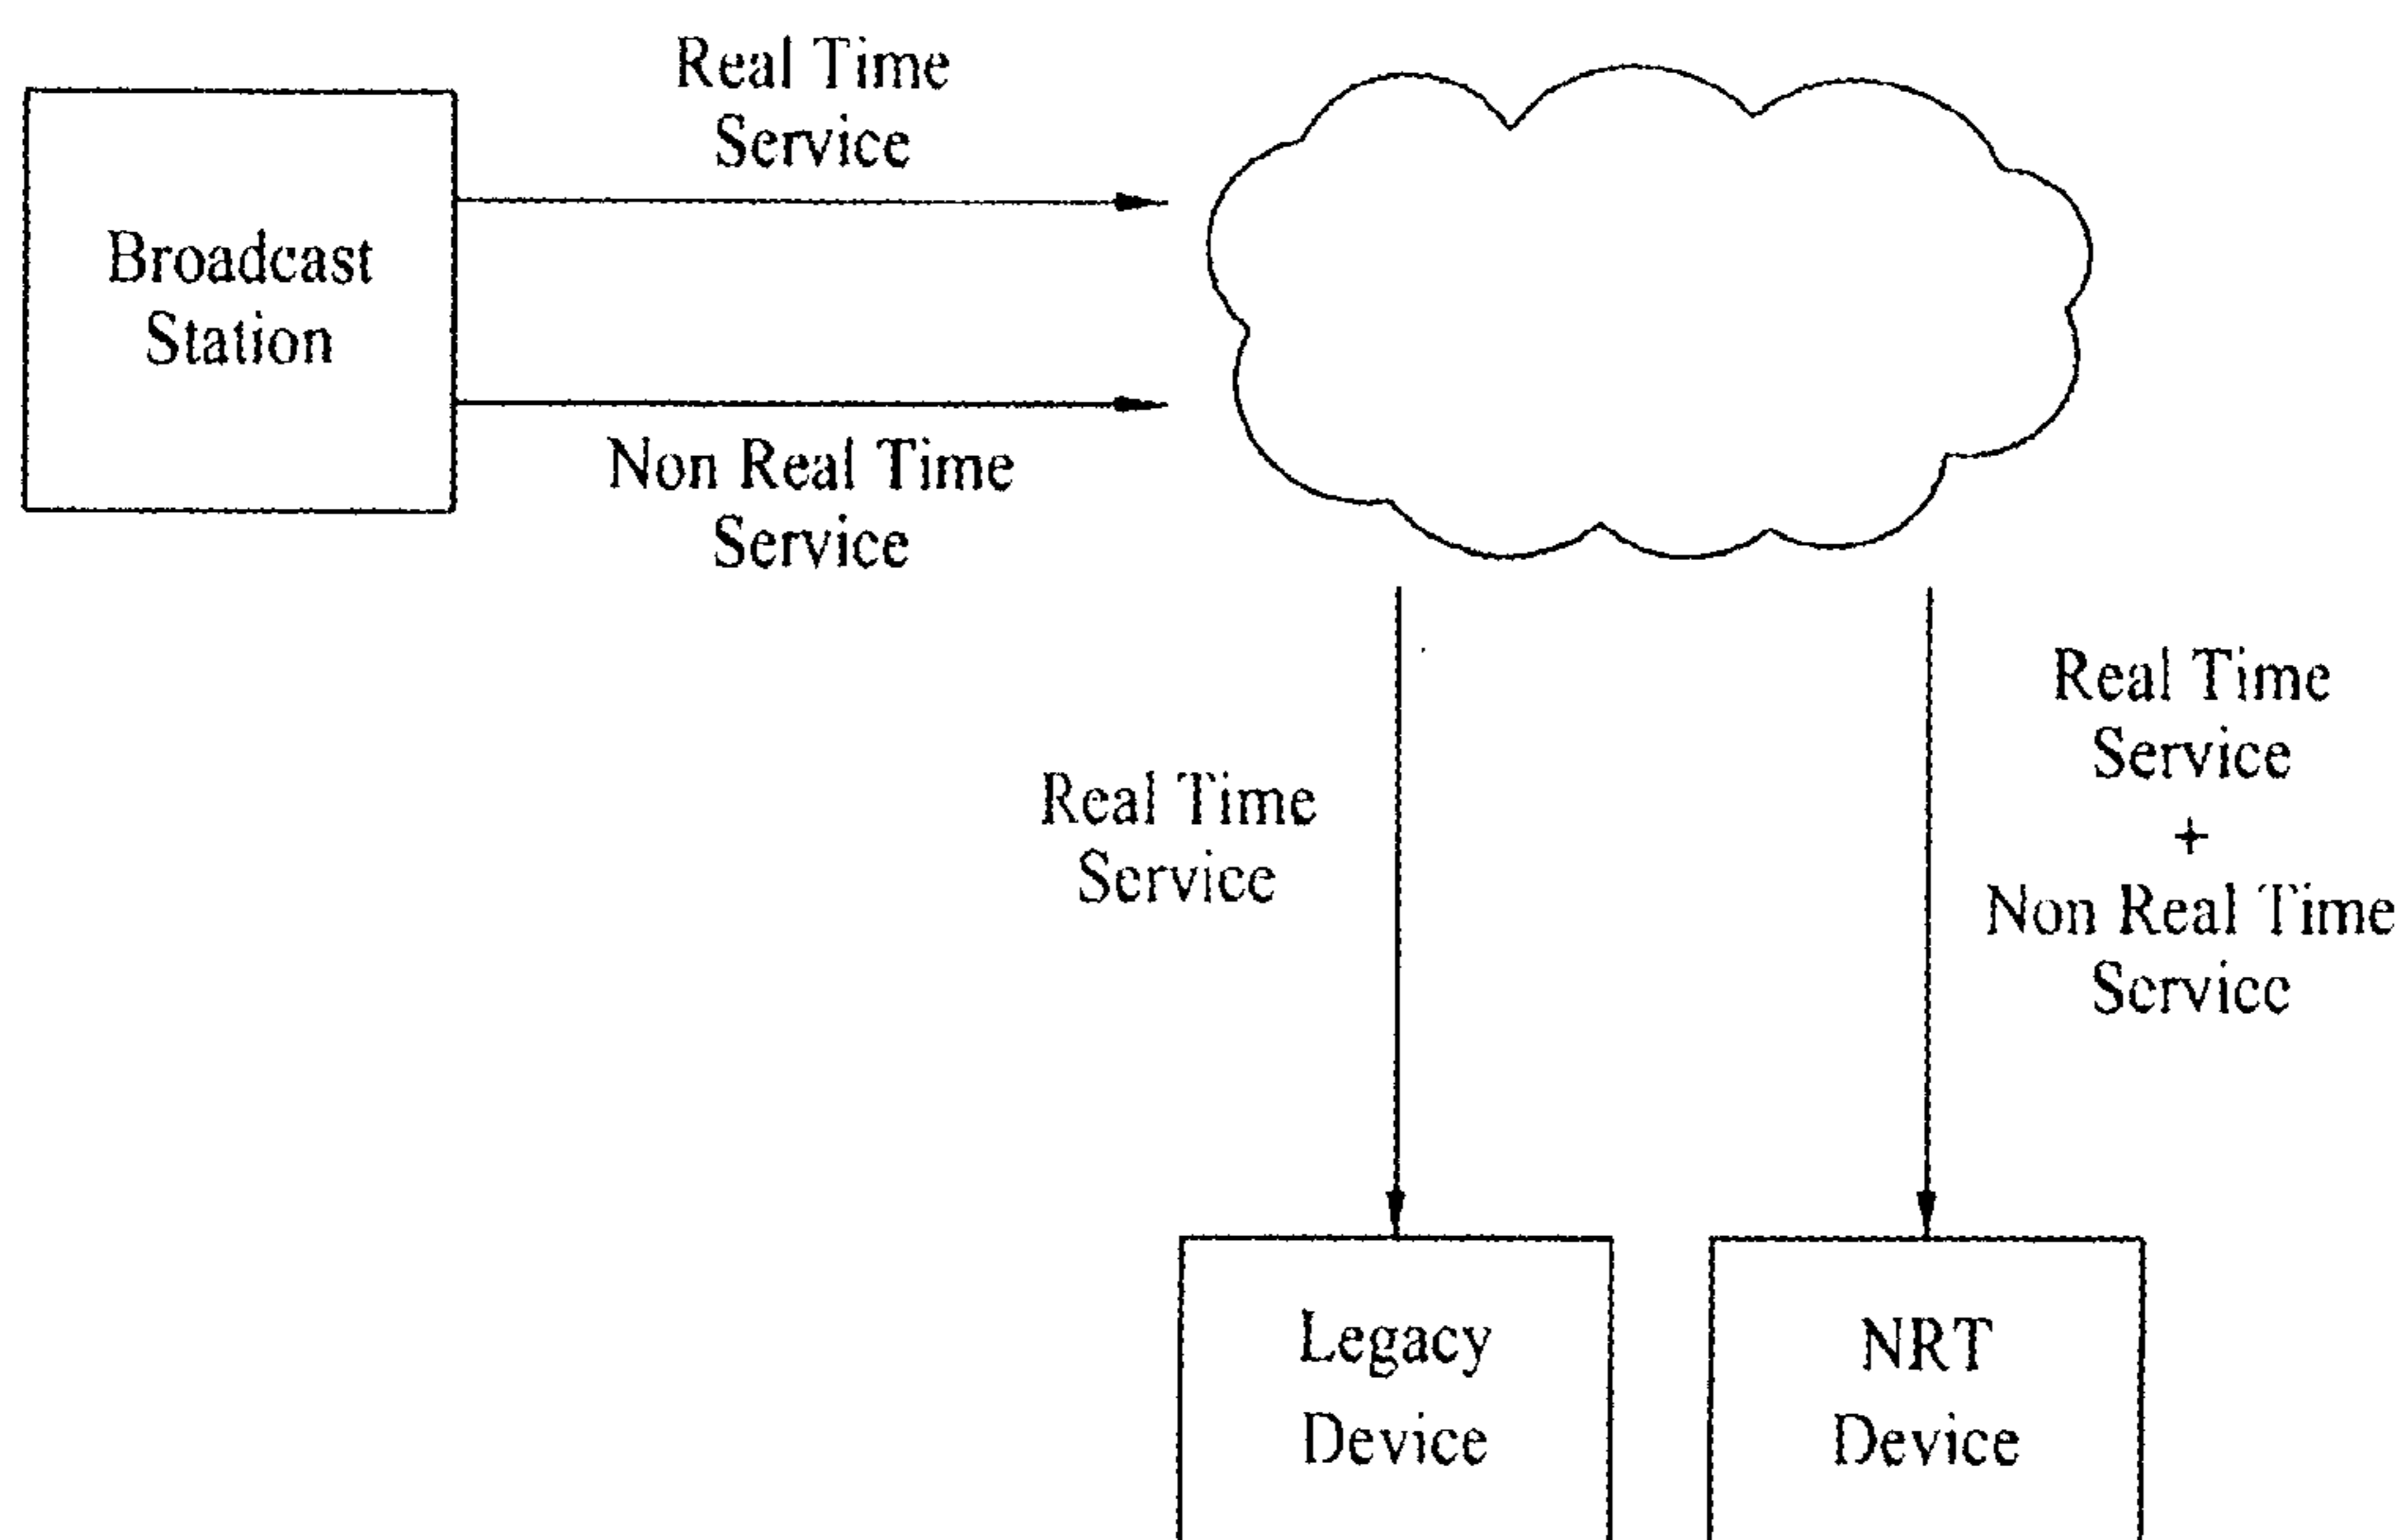 Real Time
Service
Broadcast
Station
Non Real Time
Service
Real Time
Service
Real Time
Service
+
Non Real Time
Service
Legacy
Device
NRT
Device